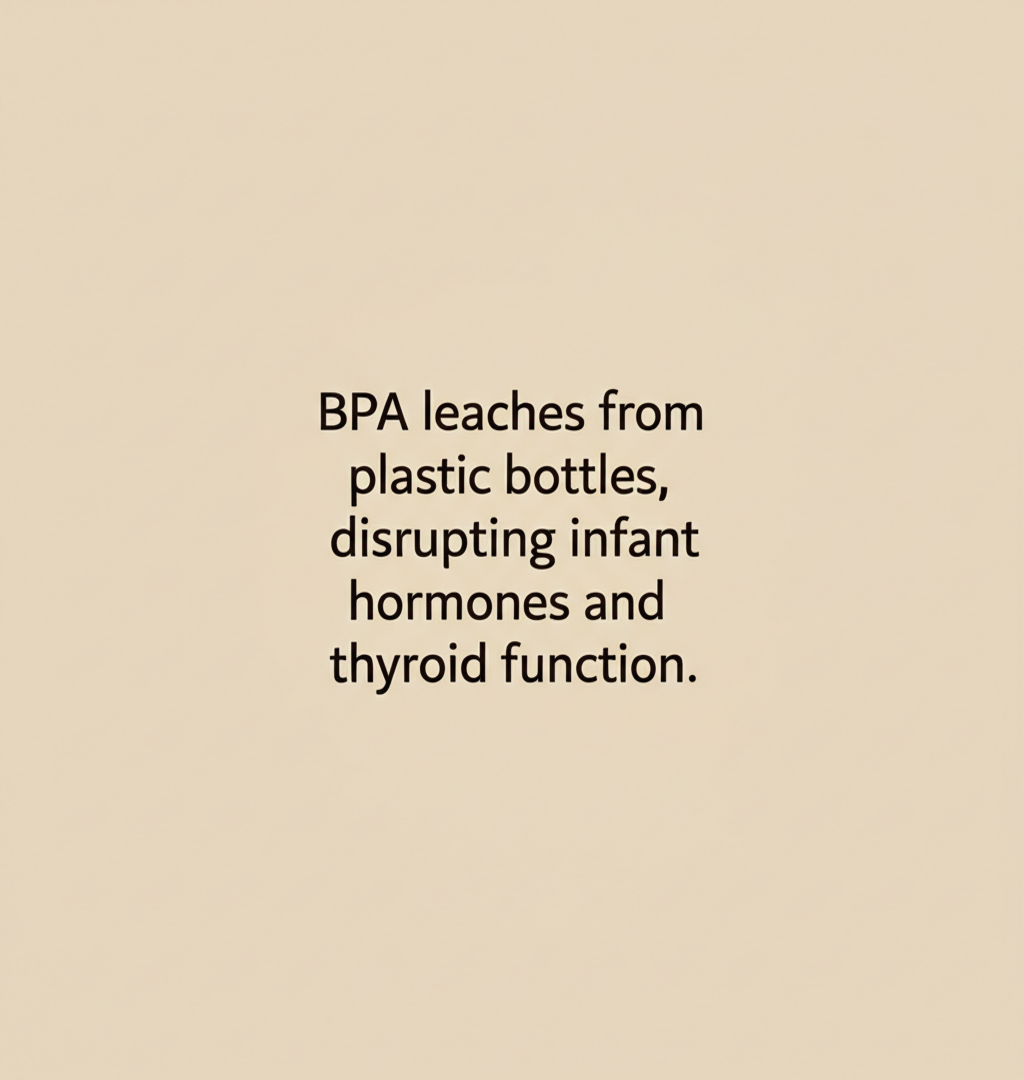 BPA leaches from
plastic bottles,
disrupting infant
hormones and
thyroid function.